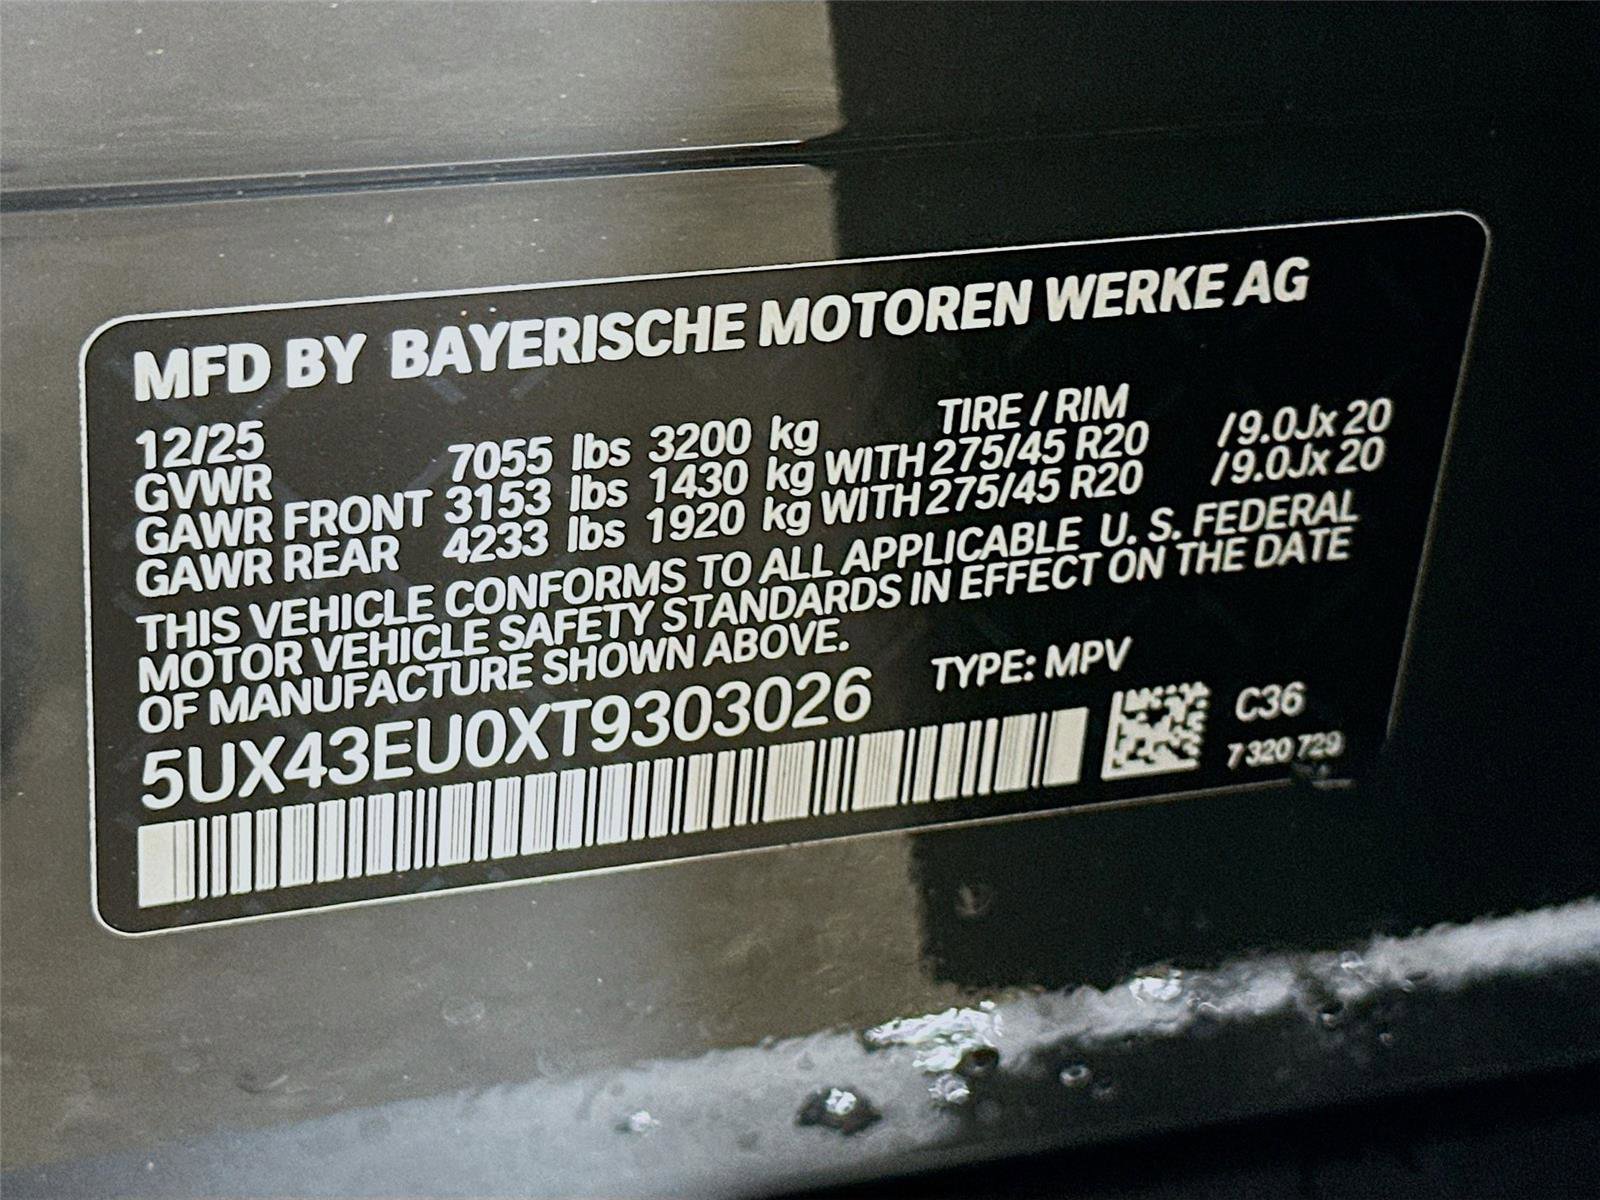 MFD BY BAYERISCHE MOTOREN WERKE AG
12/25 TIRE / RIM
GVWR 7055 lbs 3200 kg
GAWR FRONT 3153 lbs 1430 kg WITH 275/45 R20 / 9.0Jx 20
GAWR REAR 4233 lbs 1920 kg WITH 275/45 R20 / 9.0Jx 20
THIS VEHICLE CONFORMS TO ALL APPLICABLE U. S. FEDERAL
MOTOR VEHICLE SAFETY STANDARDS IN EFFECT ON THE DATE
OF MANUFACTURE SHOWN ABOVE.
5UX43EU0XT9303026 TYPE: MPV
C36
7 320 729